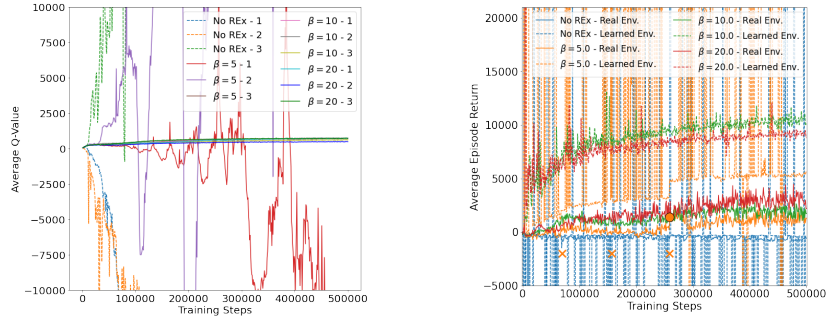 10000
7500
5000
2500
0
−2500
−5000
−7500
−10000
Average Q-Value
No REx - 1
No REx - 2
No REx - 3
β = 5 - 1
β = 5 - 2
β = 5 - 3
β = 10 - 1
β = 10 - 2
β = 10 - 3
β = 20 - 1
β = 20 - 2
β = 20 - 3
0 100000 200000 300000 400000 500000
Training Steps
20000
15000
10000
5000
0
−5000
Average Episode Return
No REx - Real Env.
No REx - Learned Env.
β = 5.0 - Real Env.
β = 5.0 - Learned Env.
β = 10.0 - Real Env.
β = 10.0 - Learned Env.
β = 20.0 - Real Env.
β = 20.0 - Learned Env.
0 100000 200000 300000 400000 500000
Training Steps